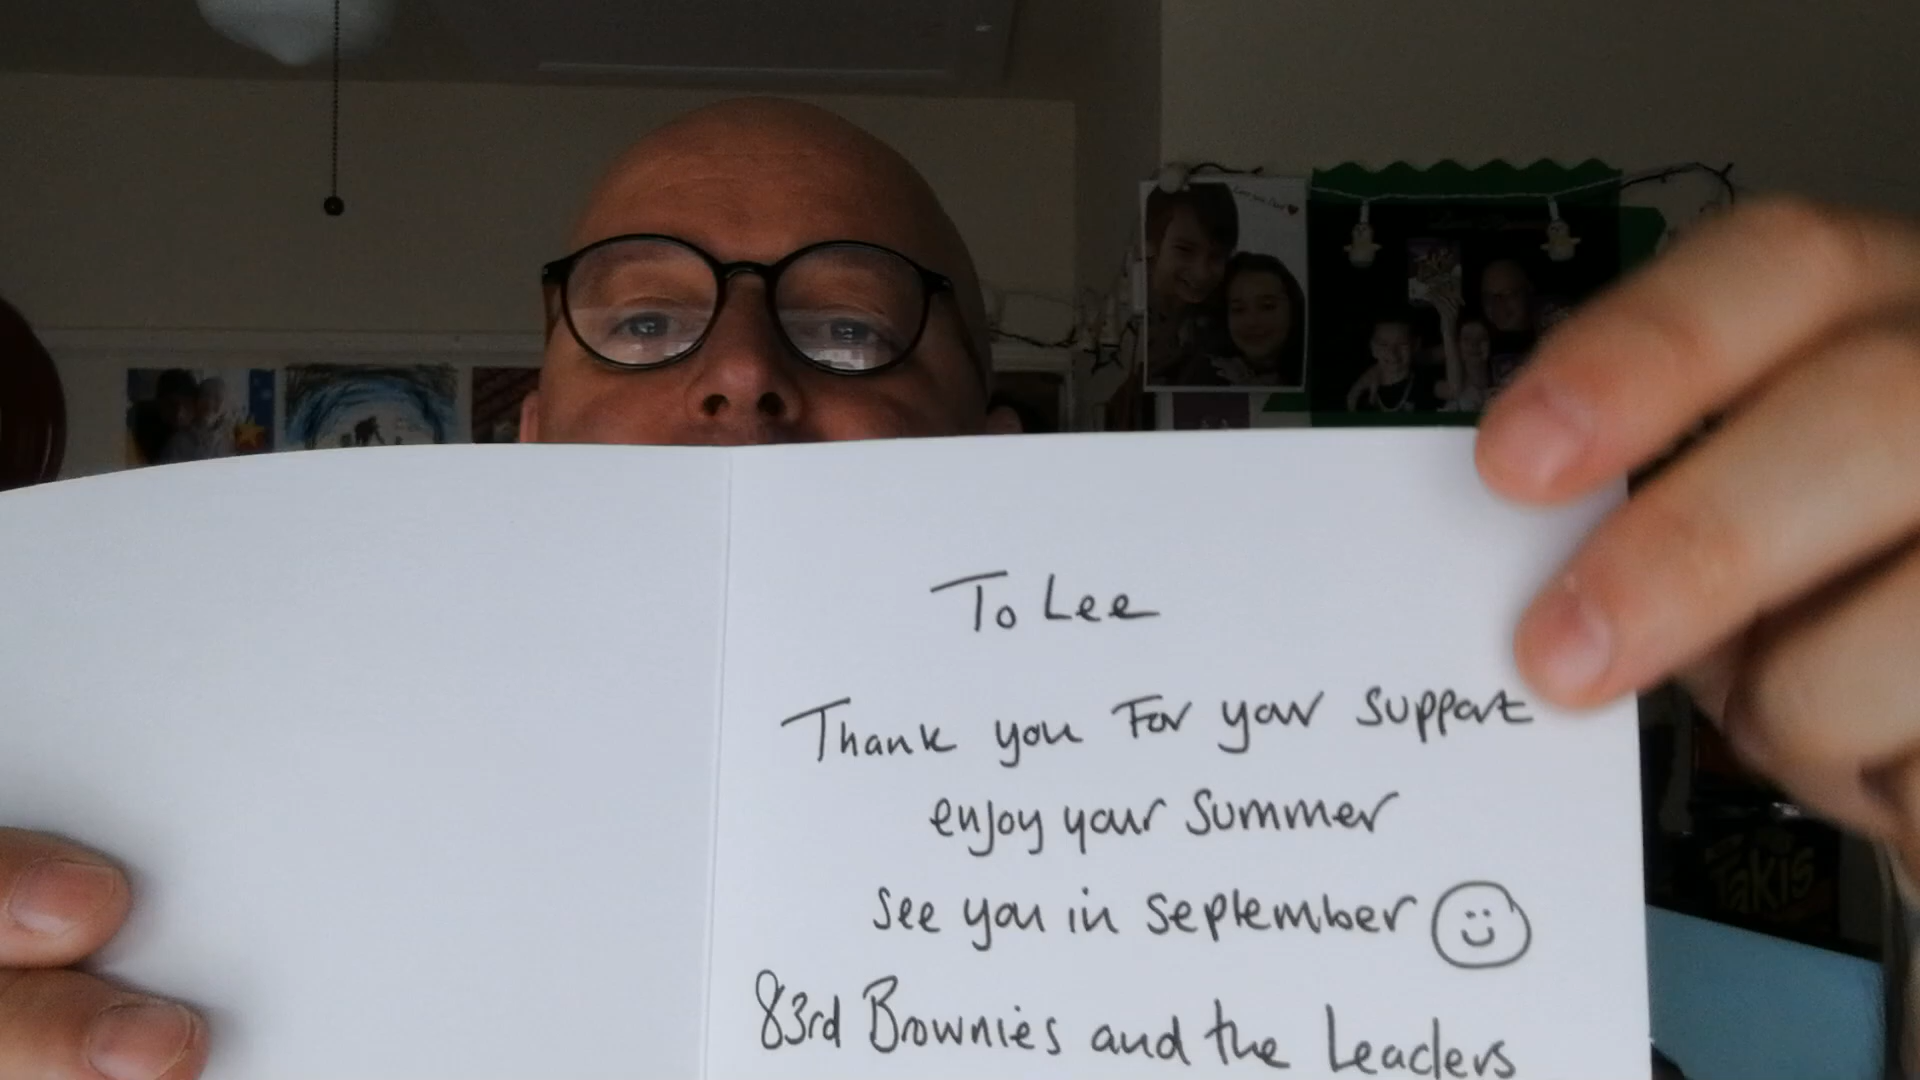 To Lee
Thank you For your support
enjoy your summer
see you in september
83rd Brownies and the Leaders
Takis